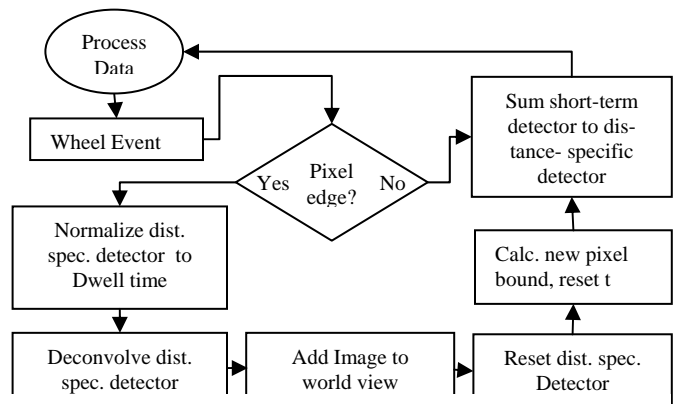 Process
Data
Wheel Event
Pixel
edge?
Yes
No
Sum short-term
detector to dis-
tance- specific
detector
Normalize dist.
spec. detector to
Dwell time
Calc. new pixel
bound, reset t
Deconvolve dist.
spec. detector
Add Image to
world view
Reset dist. spec.
Detector